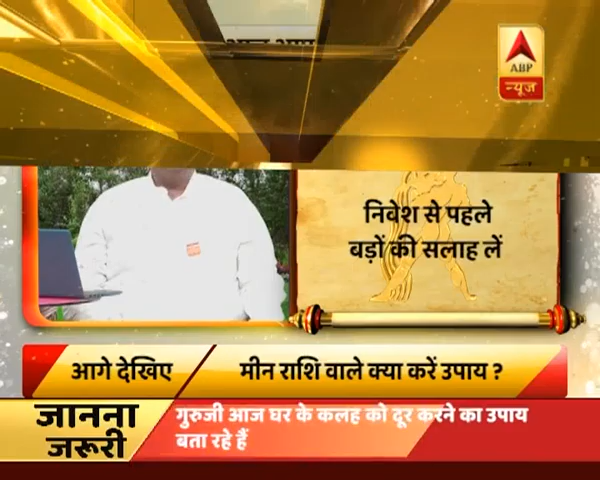 ABP
न्यूज़
निवेश से पहले
बड़ों की सलाह लें
आगे देखिए
मीन राशि वाले क्या करें उपाय ?
जानना
जरूरी
गुरुजी आज घर के कलह को दूर करने का उपाय
बता रहे हैं